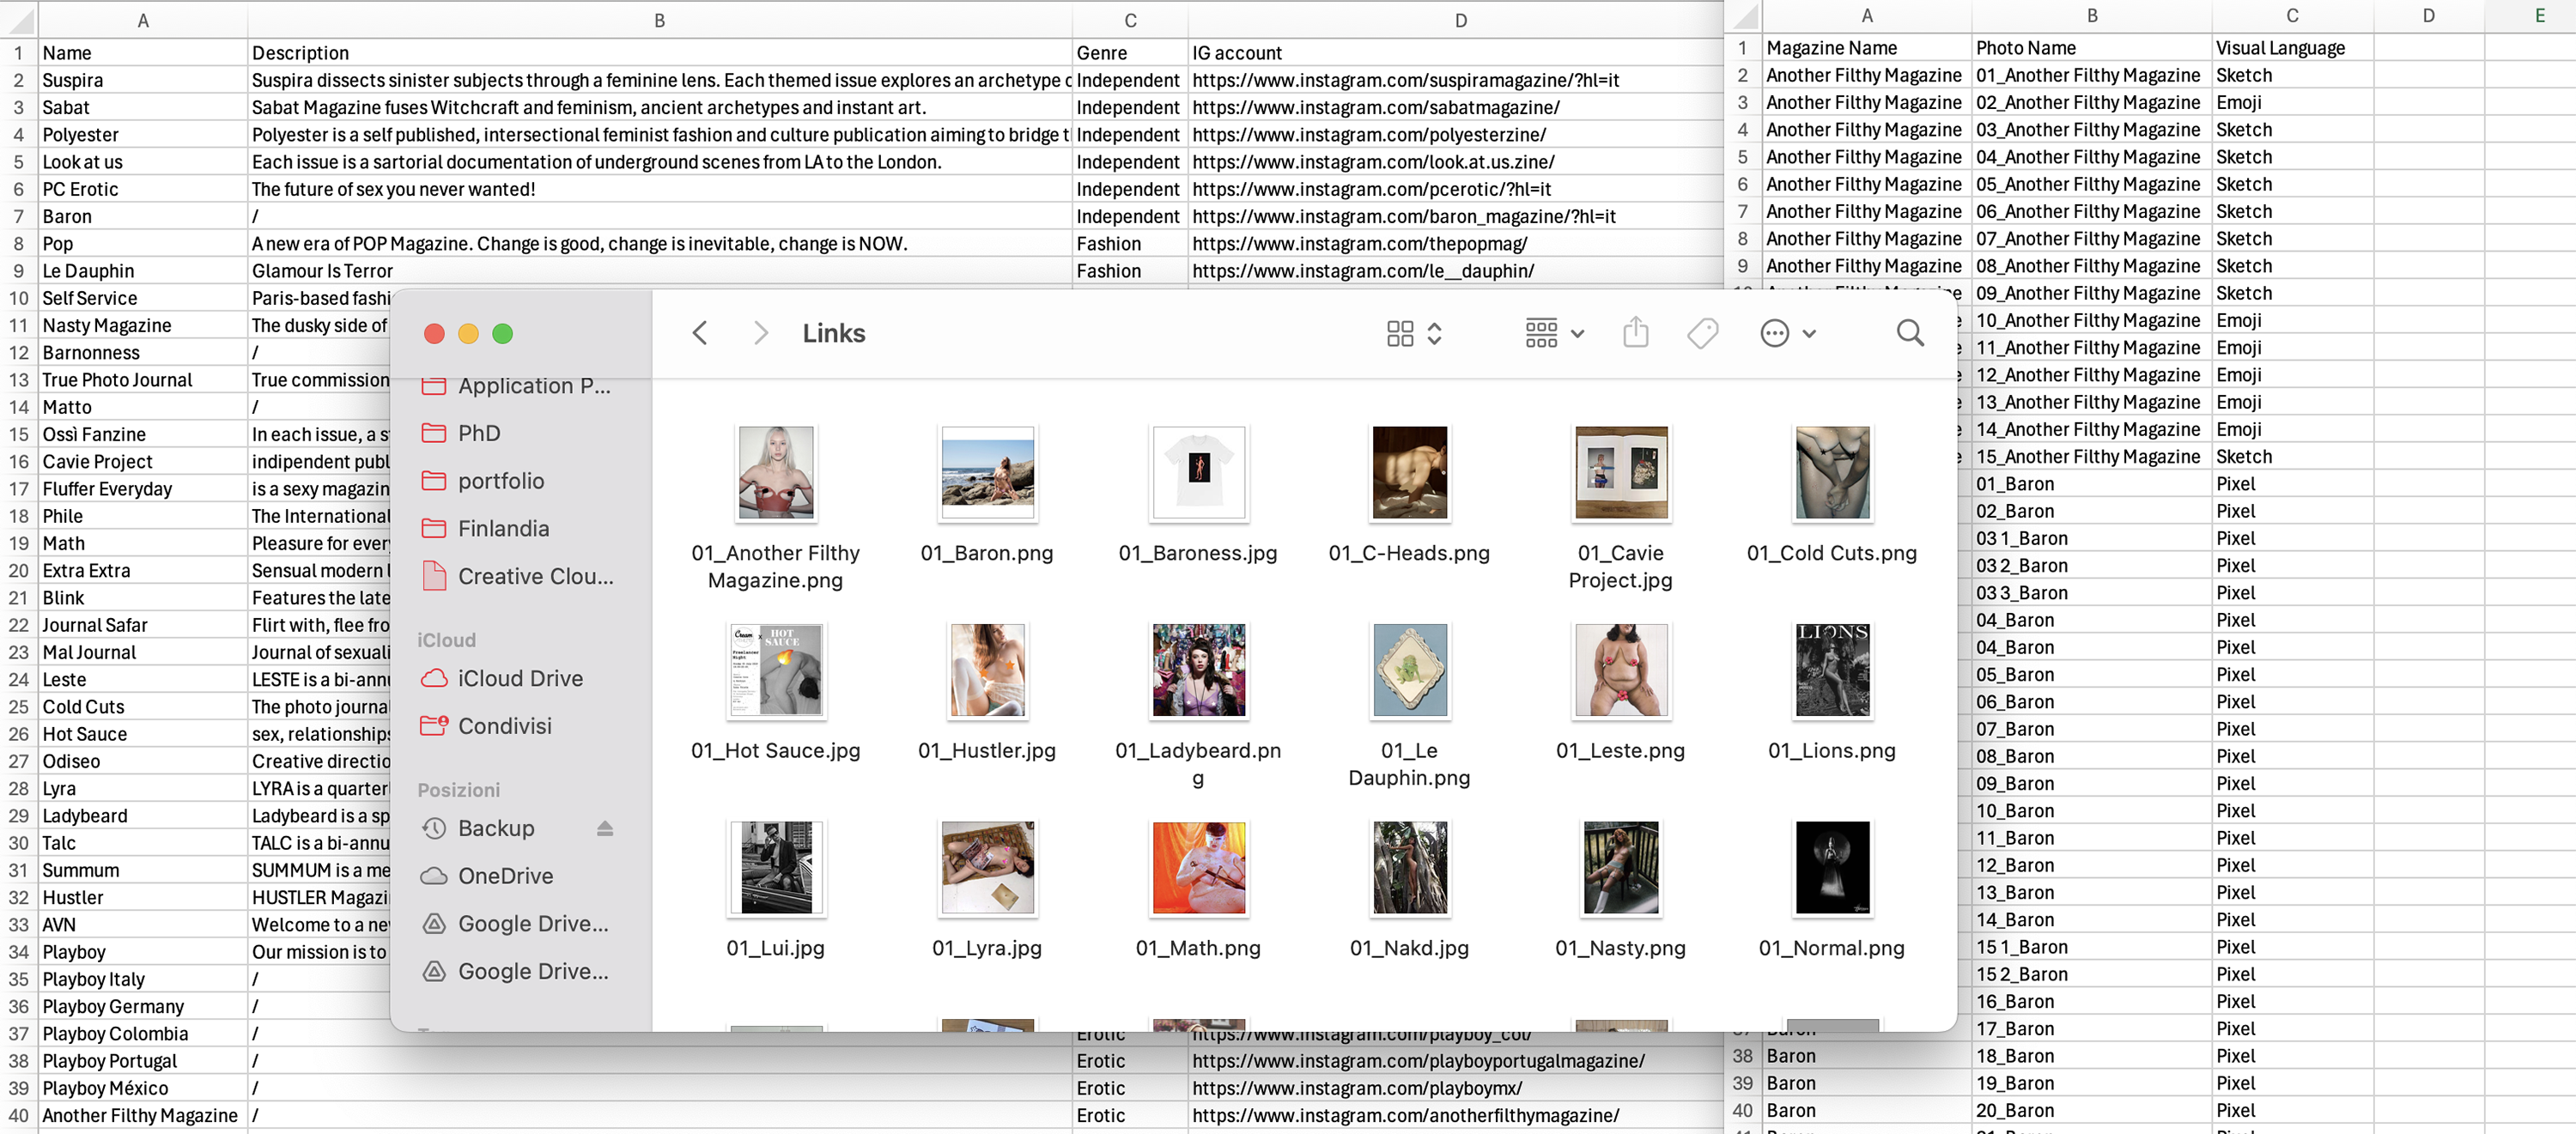 A B C D
1 Name Description Genre IG account
2 Suspira Suspira dissects sinister subjects through a feminine lens. Each themed issue explores an archetype Independent https://www.instagram.com/suspiramagazine/?hl=it
3 Sabat Sabat Magazine fuses Witchcraft and feminism, ancient archetypes and instant art. Independent https://www.instagram.com/sabatmagazine/
4 Polyester Polyester is a self published, intersectional feminist fashion and culture publication aiming to bridge Independent https://www.instagram.com/polyesterzine/
5 Look at us Each issue is a sartorial documentation of underground scenes from LA to the London. Independent https://www.instagram.com/look.at.us.zine/
6 PC Erotic The future of sex you never wanted! Independent https://www.instagram.com/pcerotic/?hl=it
7 Baron / Independent https://www.instagram.com/baron_magazine/?hl=it
8 Pop A new era of POP Magazine. Change is good, change is inevitable, change is NOW. Fashion https://www.instagram.com/thepopmag/
9 Le Dauphin Glamour Is Terror Fashion https://www.instagram.com/le__dauphin/
10 Self Service Paris-based fashi
11 Nasty Magazine The dusky side of
12 Barnonness /
13 True Photo Journal True commission
14 Matto /
15 Ossì Fanzine In each issue, a
16 Cavie Project indipendent publ
17 Fluffer Everyday is a sexy magazin
18 Phile The International
19 Math Pleasure for every
20 Extra Extra Sensual modern
21 Blink Features the late
22 Journal Safar Flirt with, flee fro
23 Mal Journal Journal of sexuali
24 Leste LESTE is a bi-annu
25 Cold Cuts The photo journal
26 Hot Sauce sex, relationships
27 Odiseo Creative directio
28 Lyra LYRA is a quarter
29 Ladybeard Ladybeard is a sp
30 Talc TALC is a bi-annu
31 Summum SUMMUM is a me
32 Hustler HUSTLER Magazi
33 AVN Welcome to a ne
34 Playboy Our mission is to
35 Playboy Italy /
36 Playboy Germany /
37 Playboy Colombia / Erotic https://www.instagram.com/playboy_col/
38 Playboy Portugal / Erotic https://www.instagram.com/playboyportugalmagazine/
39 Playboy México / Erotic https://www.instagram.com/playboymx/
40 Another Filthy Magazine / Erotic https://www.instagram.com/anotherfilthymagazine/
Links
Application P...
PhD
portfolio
Finlandia
Creative Clou...
iCloud
iCloud Drive
Condivisi
Posizioni
Backup
OneDrive
Google Drive...
Google Drive...
01_Another Filthy
Magazine.png
01_Baron.png
01_Baroness.jpg
01_C-Heads.png
01_Cavie
Project.jpg
01_Cold Cuts.png
Cream x HOT
SAUCE
LIONS
01_Hot Sauce.jpg
01_Hustler.jpg
01_Ladybeard.pn
g
01_Le
Dauphin.png
01_Leste.png
01_Lions.png
01_Lui.jpg
01_Lyra.jpg
01_Math.png
01_Nakd.jpg
01_Nasty.png
01_Normal.png
A B C D E
1 Magazine Name Photo Name Visual Language
2 Another Filthy Magazine 01_Another Filthy Magazine Sketch
3 Another Filthy Magazine 02_Another Filthy Magazine Emoji
4 Another Filthy Magazine 03_Another Filthy Magazine Sketch
5 Another Filthy Magazine 04_Another Filthy Magazine Sketch
6 Another Filthy Magazine 05_Another Filthy Magazine Sketch
7 Another Filthy Magazine 06_Another Filthy Magazine Sketch
8 Another Filthy Magazine 07_Another Filthy Magazine Sketch
9 Another Filthy Magazine 08_Another Filthy Magazine Sketch
10 Another Filthy Magazine 09_Another Filthy Magazine Sketch
10_Another Filthy Magazine Emoji
11_Another Filthy Magazine Emoji
12_Another Filthy Magazine Emoji
13_Another Filthy Magazine Emoji
14_Another Filthy Magazine Emoji
15_Another Filthy Magazine Sketch
01_Baron Pixel
02_Baron Pixel
03 1_Baron Pixel
03 2_Baron Pixel
03 3_Baron Pixel
04_Baron Pixel
04_Baron Pixel
05_Baron Pixel
06_Baron Pixel
07_Baron Pixel
08_Baron Pixel
09_Baron Pixel
10_Baron Pixel
11_Baron Pixel
12_Baron Pixel
13_Baron Pixel
14_Baron Pixel
15 1_Baron Pixel
15 2_Baron Pixel
16_Baron Pixel
37 Baron 17_Baron Pixel
38 Baron 18_Baron Pixel
39 Baron 19_Baron Pixel
40 Baron 20_Baron Pixel
41 Baron 21_Baron Pixel